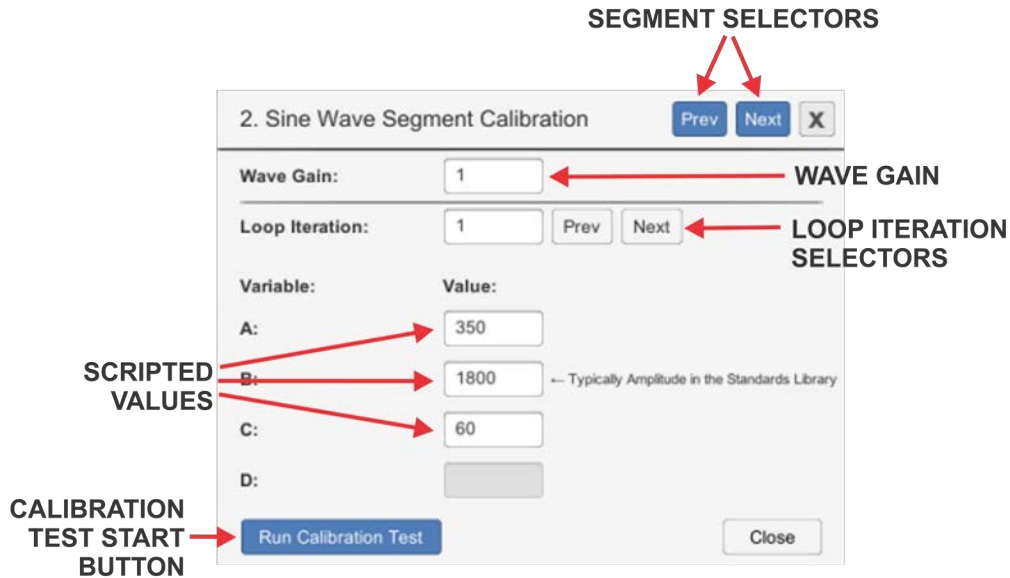 SEGMENT SELECTORS
2. Sine Wave Segment Calibration
Prev
Next
X
Wave Gain:
1
WAVE GAIN
Loop Iteration:
1
Prev
Next
LOOP ITERATION
SELECTORS
Variable:
Value:
A:
350
SCRIPTED
VALUES
B:
1800
← Typically Amplitude in the Standards Library
C:
60
D:
CALIBRATION
TEST START
BUTTON
Run Calibration Test
Close